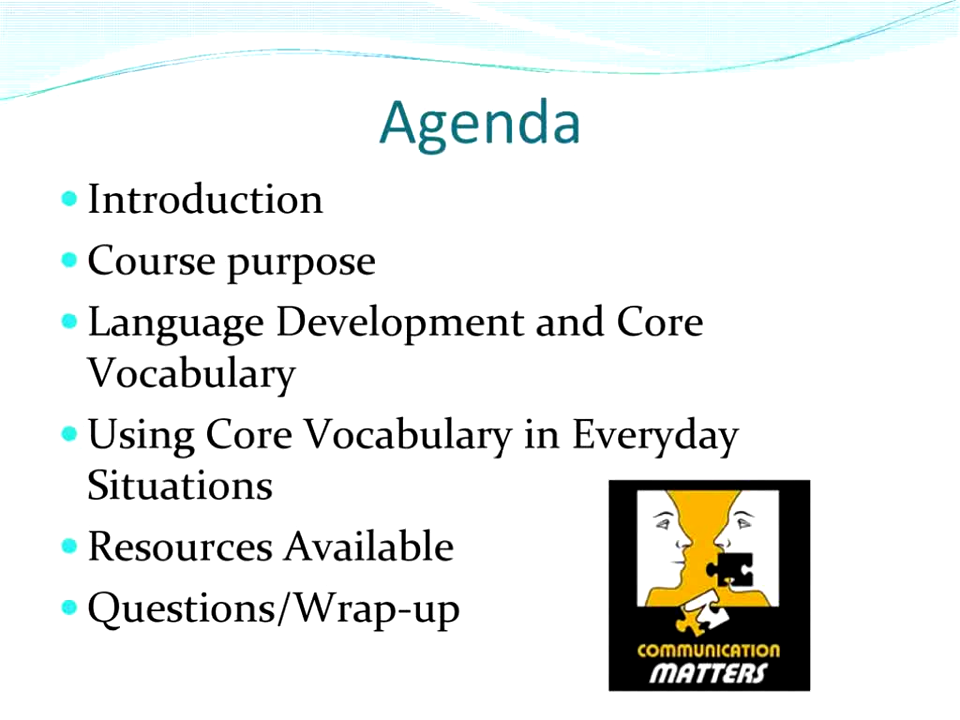 Agenda
Introduction
Course purpose
Language Development and Core
Vocabulary
Using Core Vocabulary in Everyday
Situations
Resources Available
Questions/Wrap-up
COMMUNICATION
MATTERS